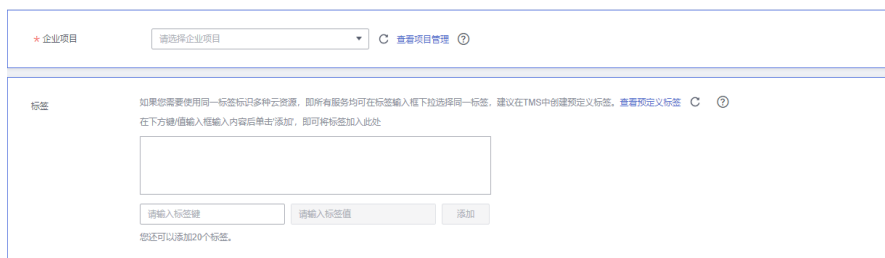 * 企业项目 请选择企业项目 查看项目管理
标签 如果您需要使用同一标签标识多种云资源，即所有服务均可在标签输入框下拉选择同一标签，建议在TMS中创建预定义标签。查看预定义标签
在下方键/值输入框输入内容后单击'添加'，即可将标签加入此处
请输入标签键 请输入标签值 添加
您还可以添加20个标签。